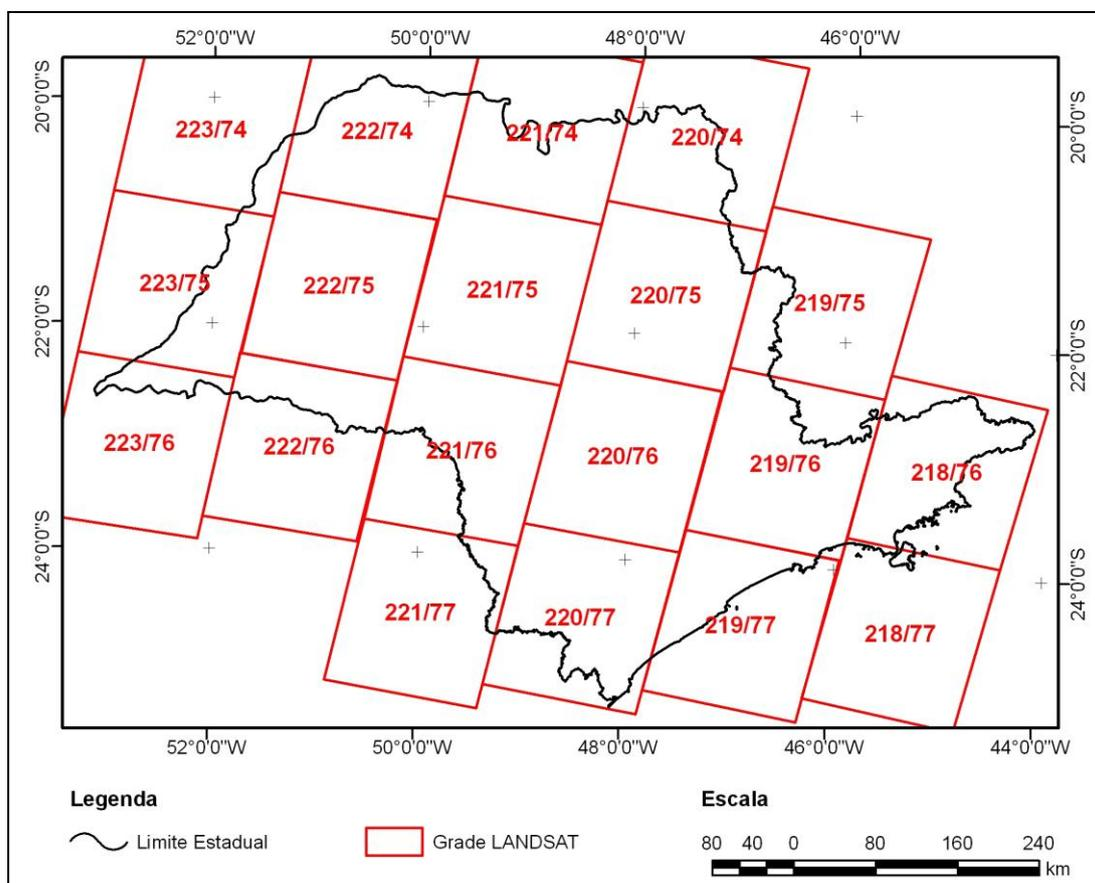 52°0'0"W 50°0'0"W 48°0'0"W 46°0'0"W
20°0'0"S
20°0'0"S
223/74 222/74 221/74 220/74
223/75 222/75 221/75 220/75 219/75
22°0'0"S
22°0'0"S
223/76 222/76 221/76 220/76 219/76 218/76
24°0'0"S
24°0'0"S
221/77 220/77 219/77 218/77
52°0'0"W 50°0'0"W 48°0'0"W 46°0'0"W 44°0'0"W
Legenda
Limite Estadual
Grade LANDSAT
Escala
80 40 0 80 160 240
km